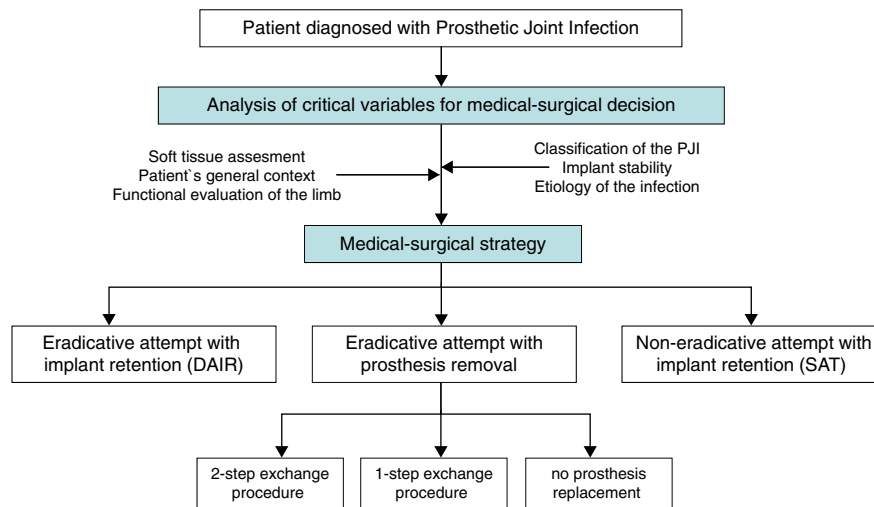 Patient diagnosed with Prosthetic Joint Infection
Analysis of critical variables for medical-surgical decision
Soft tissue assesment
Patient`s general context
Functional evaluation of the limb
Classification of the PJI
Implant stability
Etiology of the infection
Medical-surgical strategy
Eradicative attempt with
implant retention (DAIR)
Eradicative attempt with
prosthesis removal
Non-eradicative attempt with
implant retention (SAT)
2-step exchange
procedure
1-step exchange
procedure
no prosthesis
replacement